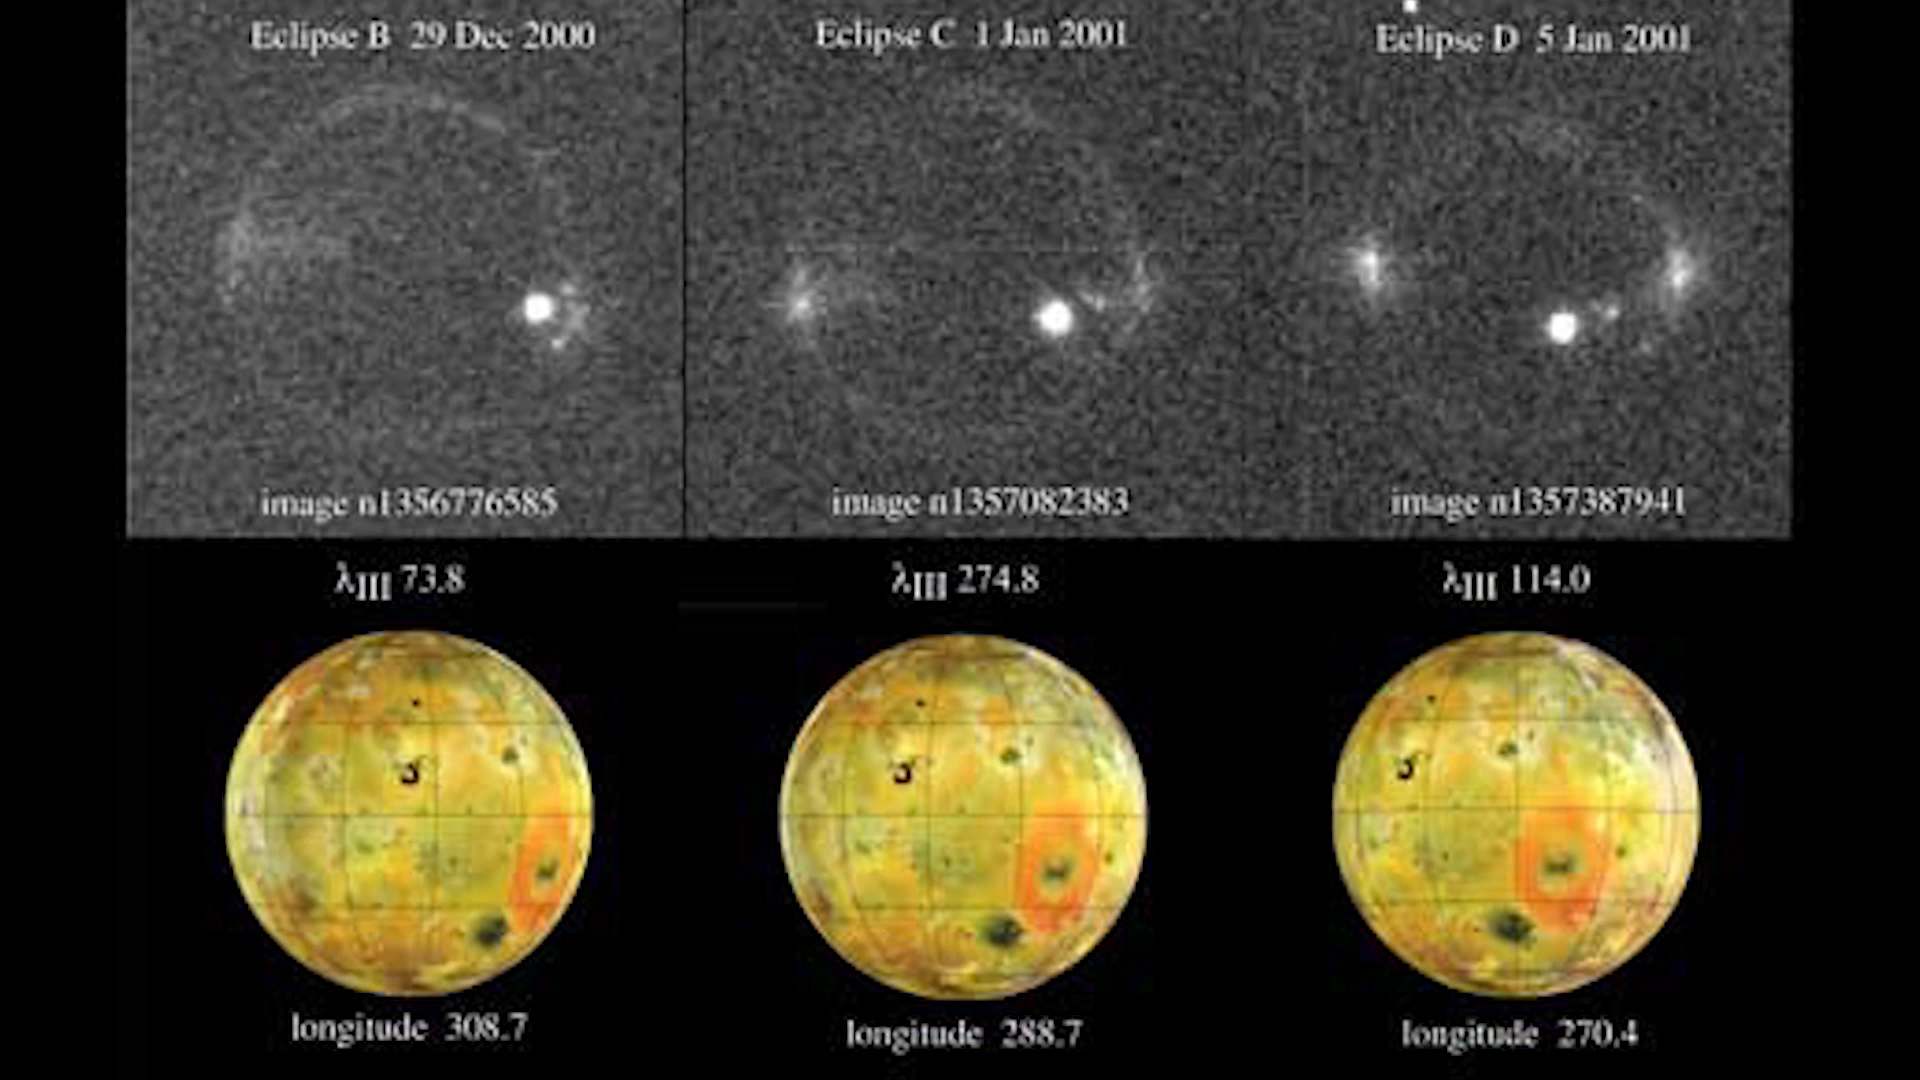 Eclipse B 29 Dec 2000
Eclipse C 1 Jan 2001
Eclipse D 5 Jan 2001
image n1356776585
image n1357082383
image n1357387941
λIII 73.8
λIII 274.8
λIII 114.0
longitude 308.7
longitude 288.7
longitude 270.4